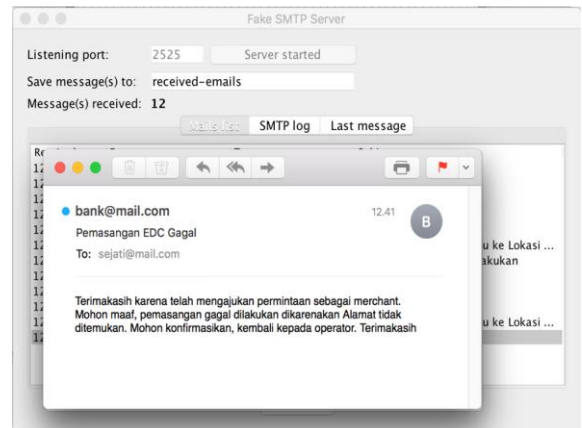 Fake SMTP Server
Listening port: 2525 Server started
Save message(s) to: received-emails
Message(s) received: 12
Mails list SMTP log Last message
bank@mail.com 12.41 B
Pemasangan EDC Gagal
To: sejati@mail.com
u ke Lokasi ...
akukan
Terimakasih karena telah mengajukan permintaan sebagai merchant.
Mohon maaf, pemasangan gagal dilakukan dikarenakan Alamat tidak
ditemukan. Mohon konfirmasikan, kembali kepada operator. Terimakasih
u ke Lokasi ...